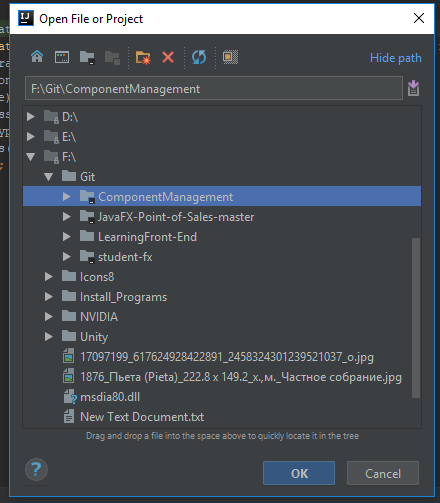 Open File or Project
Hide path
F:\Git\ComponentManagement
D:\
E:\
F:\
Git
ComponentManagement
JavaFX-Point-of-Sales-master
LearningFront-End
student-fx
Icons8
Install_Programs
NVIDIA
Unity
17097199_617624928422891_2458324301239521037_o.jpg
1876_Пьета (Pieta)_222.8 x 149.2_х.,м._Частное собрание.jpg
msdia80.dll
New Text Document.txt
Drag and drop a file into the space above to quickly locate it in the tree
OK
Cancel